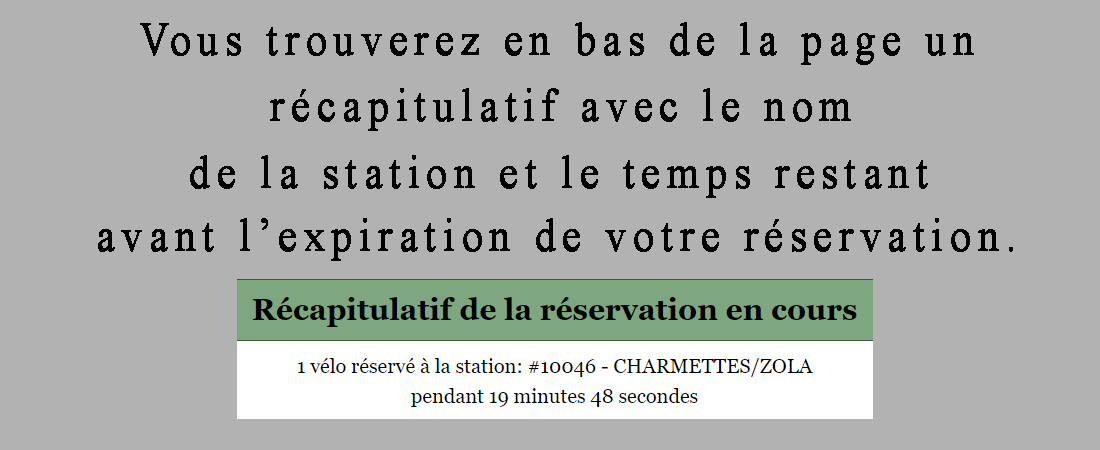 Vous trouverez en bas de la page un
récapitulatif avec le nom
de la station et le temps restant
avant l’expiration de votre réservation.
Récapitulatif de la réservation en cours
1 vélo réservé à la station: #10046 - CHARMETTES/ZOLA
pendant 19 minutes 48 secondes